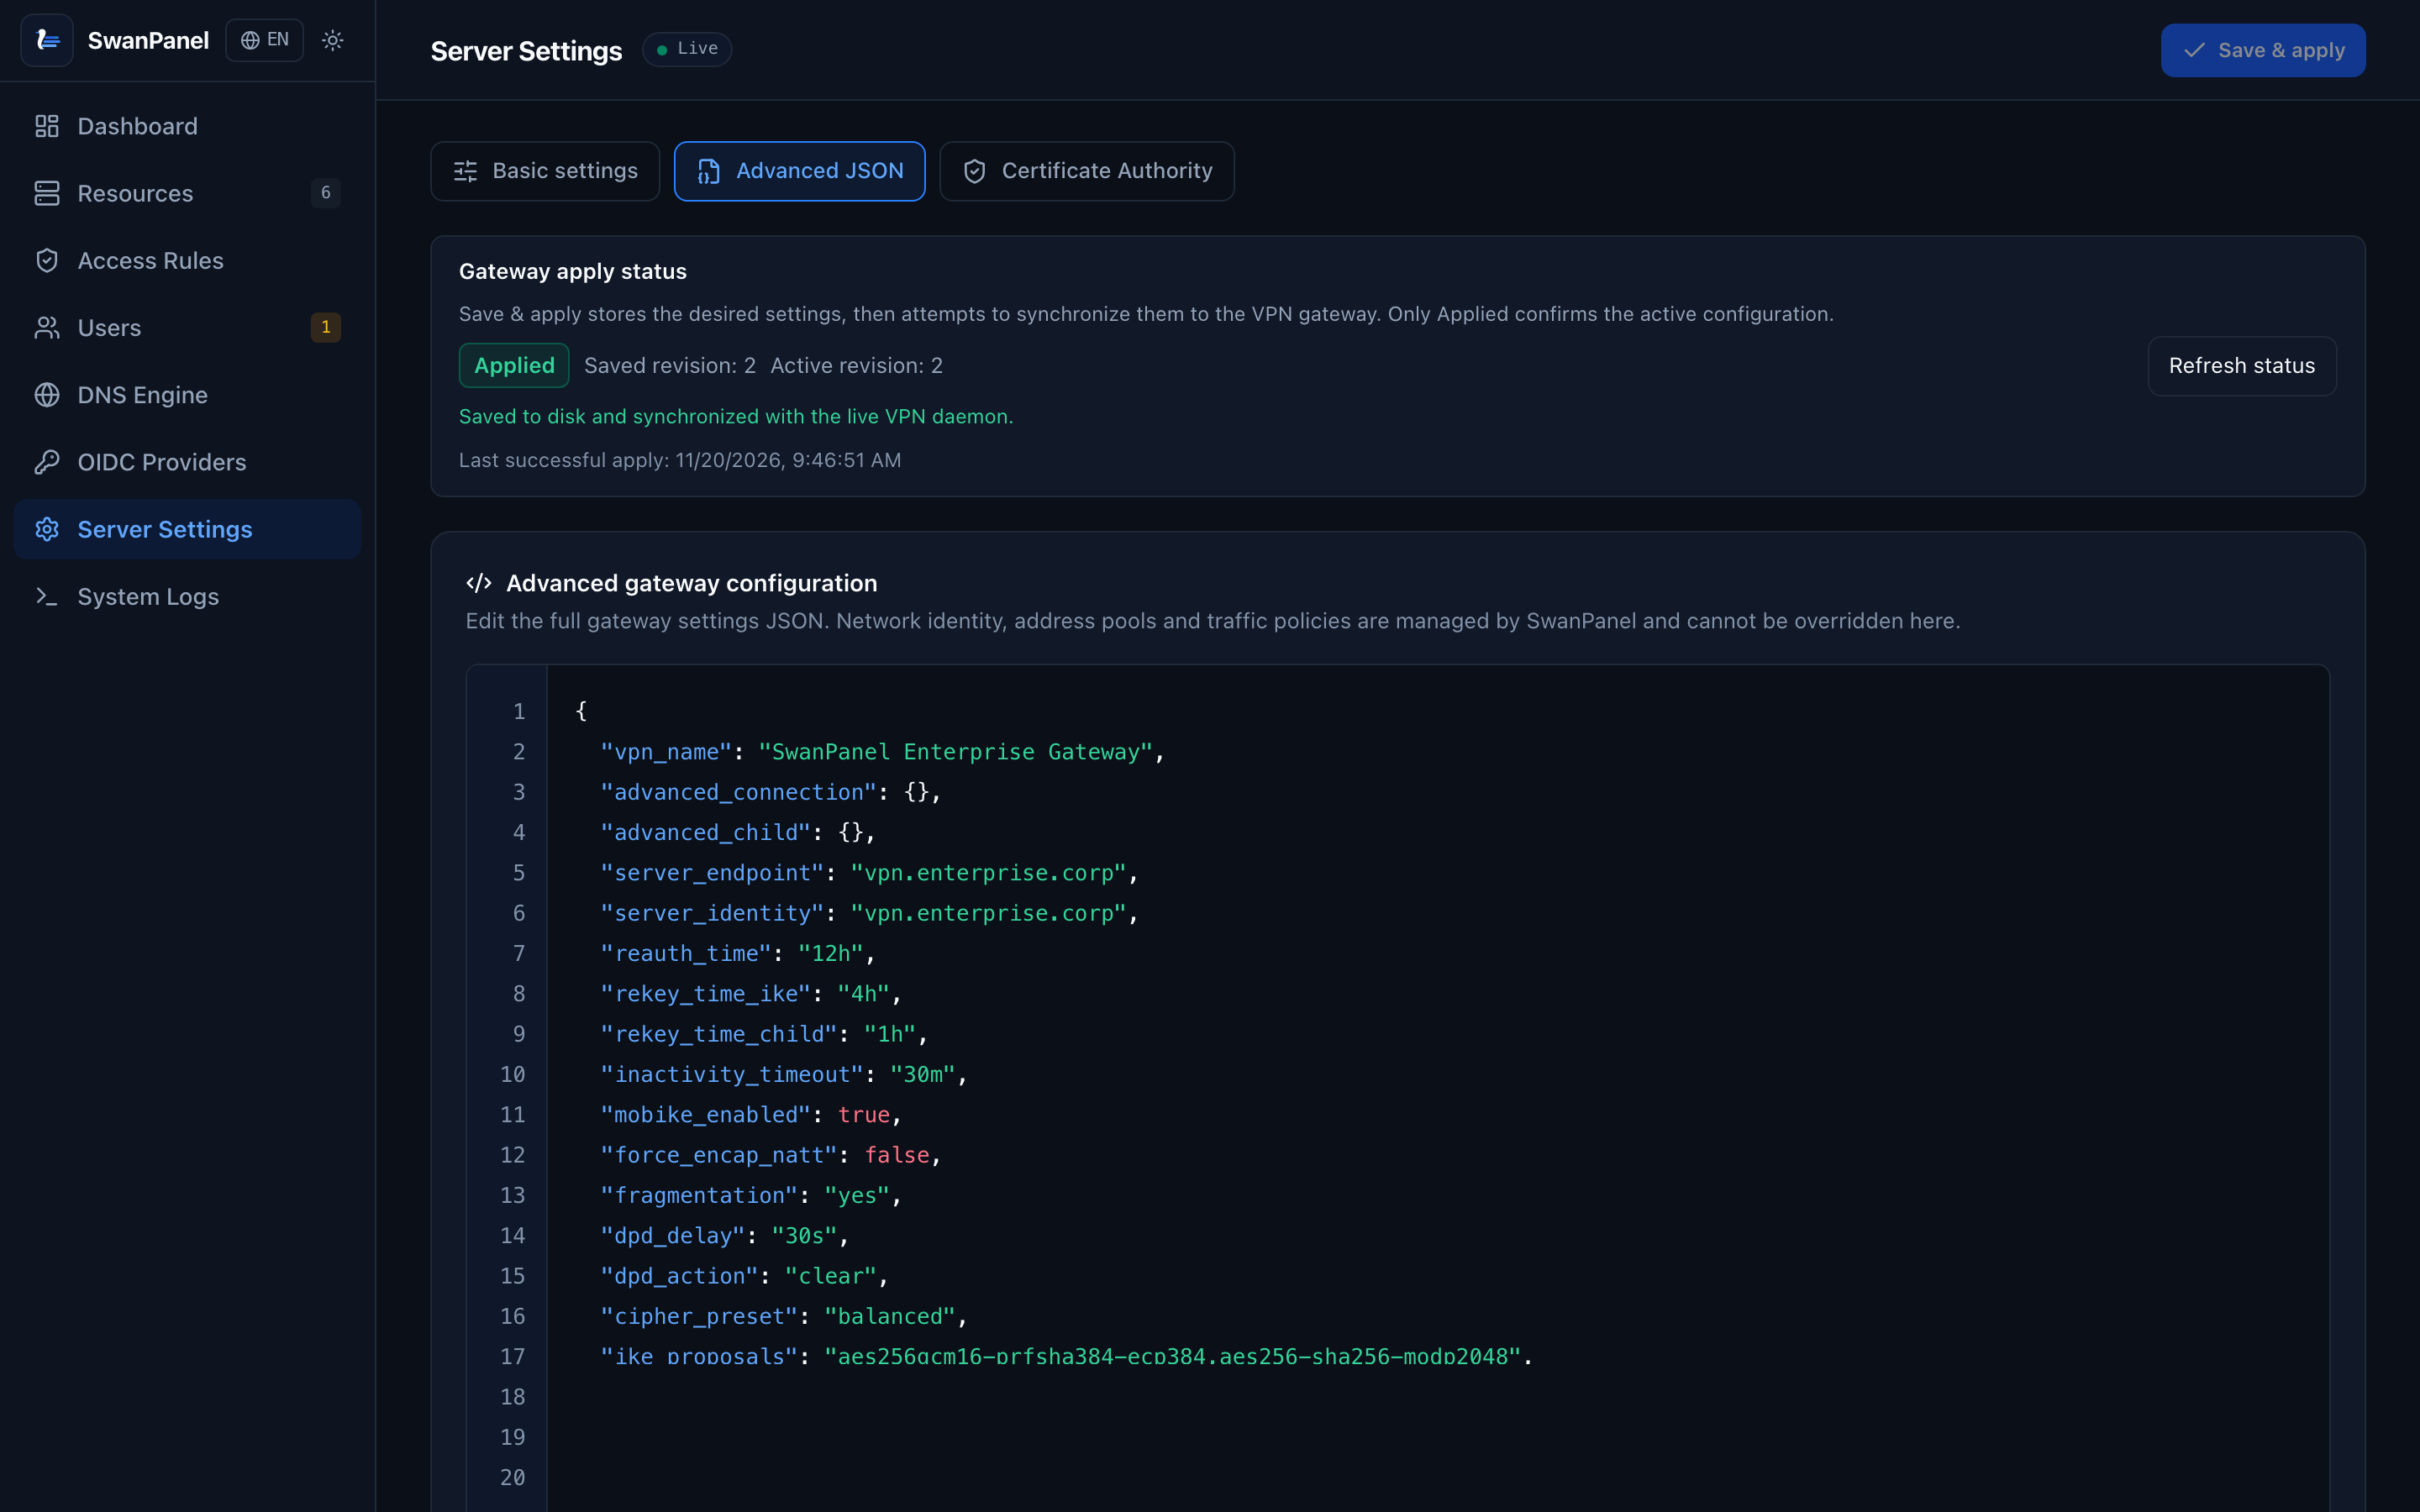 SwanPanel
EN
Dashboard
Resources
6
Access Rules
Users
1
DNS Engine
OIDC Providers
Server Settings
System Logs
Server Settings
Live
Save & apply
Basic settings
Advanced JSON
Certificate Authority
Gateway apply status
Save & apply stores the desired settings, then attempts to synchronize them to the VPN gateway. Only Applied confirms the active configuration.
Applied
Saved revision: 2 Active revision: 2
Refresh status
Saved to disk and synchronized with the live VPN daemon.
Last successful apply: 11/20/2026, 9:46:51 AM
</> Advanced gateway configuration
Edit the full gateway settings JSON. Network identity, address pools and traffic policies are managed by SwanPanel and cannot be overridden here.
1 {
2 "vpn_name": "SwanPanel Enterprise Gateway",
3 "advanced_connection": {},
4 "advanced_child": {},
5 "server_endpoint": "vpn.enterprise.corp",
6 "server_identity": "vpn.enterprise.corp",
7 "reauth_time": "12h",
8 "rekey_time_ike": "4h",
9 "rekey_time_child": "1h",
10 "inactivity_timeout": "30m",
11 "mobike_enabled": true,
12 "force_encap_natt": false,
13 "fragmentation": "yes",
14 "dpd_delay": "30s",
15 "dpd_action": "clear",
16 "cipher_preset": "balanced",
17 "ike_proposals": "aes256gcm16-prfsha384-ecp384,aes256-sha256-modp2048",
18
19
20